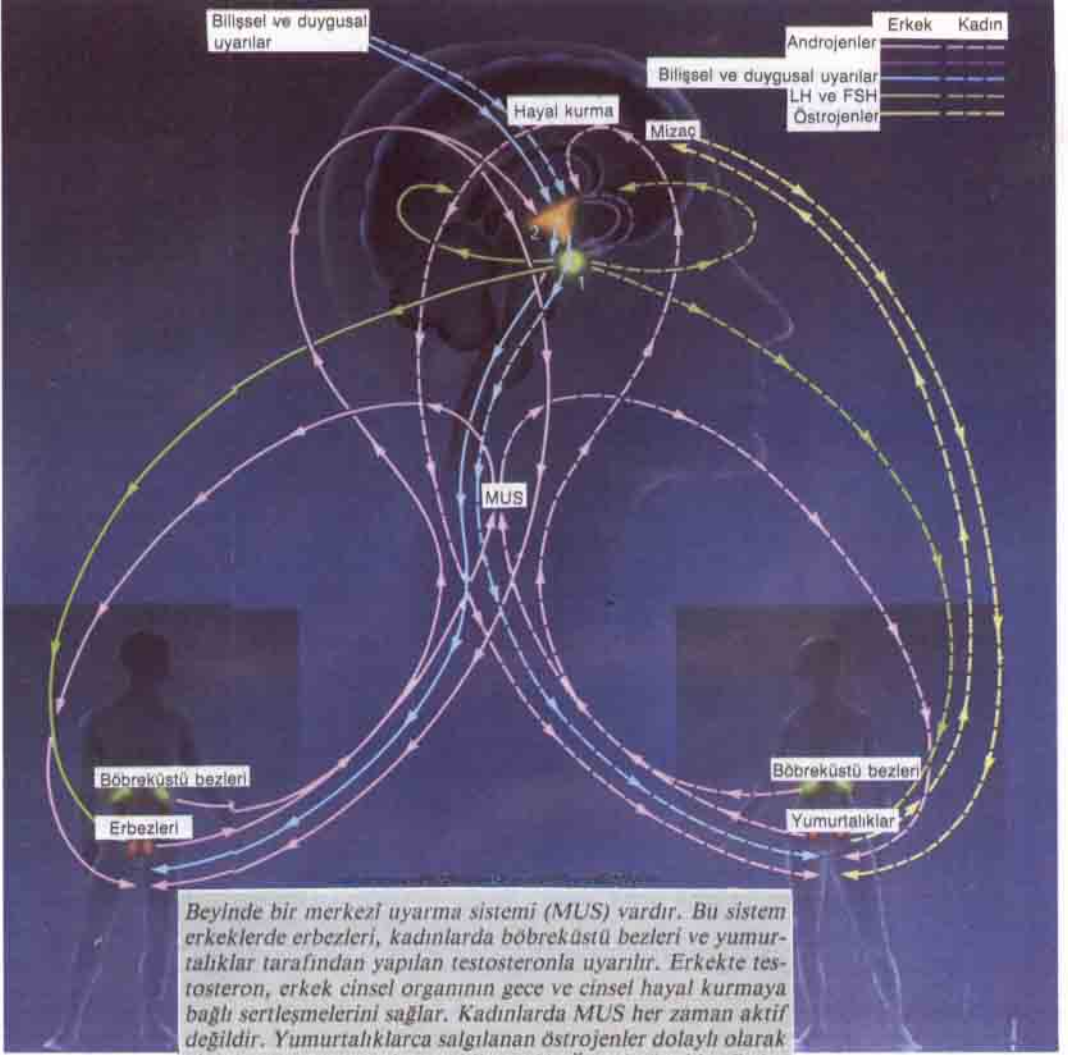 Bilişsel ve duygusal
uyarılar
Erkek Kadın
Androjenler
Bilişsel ve duygusal uyarılar
LH ve FSH
Östrojenler
Hayal kurma
Mizaç
2
1
MUS
Böbreküstü bezleri
Erbezleri
Böbreküstü bezleri
Yumurtalıklar
Beyinde bir merkezî uyarma sistemi (MUS) vardır. Bu sistem
erkeklerde erbezleri, kadınlarda böbreküstü bezleri ve yumur-
talıklar tarafından yapılan testosteronla uyarılır. Erkekte tes-
tosteron, erkek cinsel organının gece ve cinsel hayal kurmaya
bağlı sertleşmelerini sağlar. Kadınlarda MUS her zaman aktif
değildir. Yumurtalıklarca salgılanan östrojenler dolaylı olarak